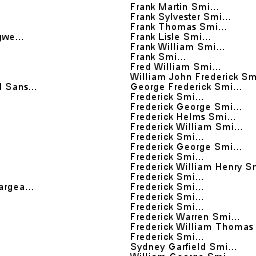 Frank Martin Smi...
Frank Sylvester Smi...
Frank Thomas Smi...
gwe... Frank Lisle Smi...
Frank William Smi...
Frank Smi...
Fred William Smi...
William John Frederick Sm
l Sans... George Frederick Smi...
Frederick Smi...
Frederick George Smi...
Frederick Helms Smi...
Frederick William Smi...
Frederick Smi...
Frederick George Smi...
Frederick Smi...
Frederick William Henry Sr
Frederick Smi...
argea... Frederick Smi...
Frederick Smi...
Frederick Smi...
Frederick Warren Smi...
Frederick William Thomas
Frederick Smi...
Sydney Garfield Smi...
William George Smi...